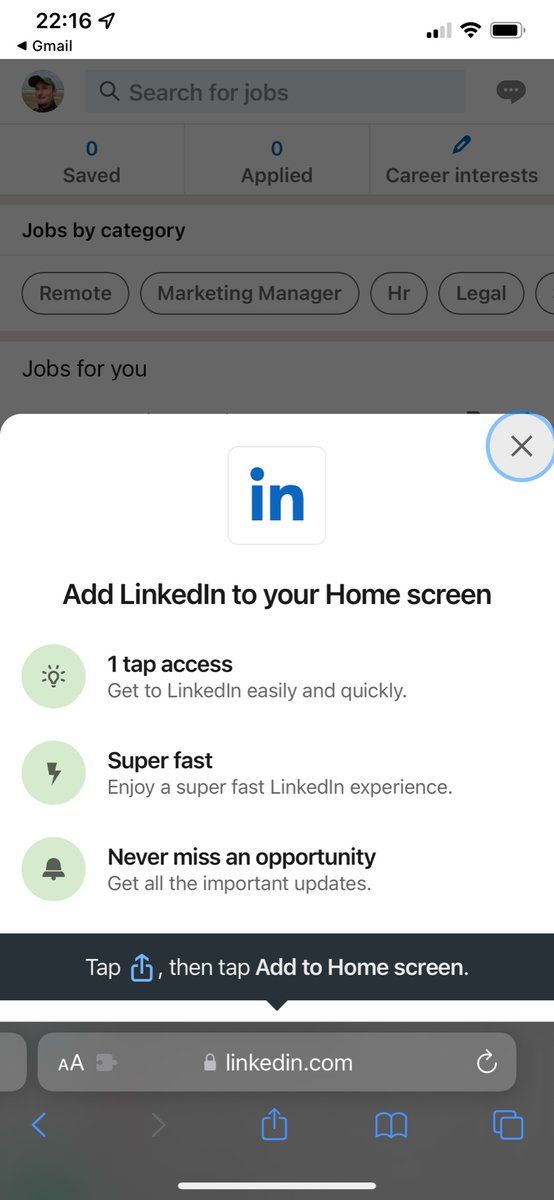 22:16
◀ Gmail
Search for jobs
0
Saved
0
Applied
Career interests
Jobs by category
Remote
Marketing Manager
Hr
Legal
Jobs for you
in
Add LinkedIn to your Home screen
1 tap access
Get to LinkedIn easily and quickly.
Super fast
Enjoy a super fast LinkedIn experience.
Never miss an opportunity
Get all the important updates.
Tap , then tap Add to Home screen.
AA
linkedin.com